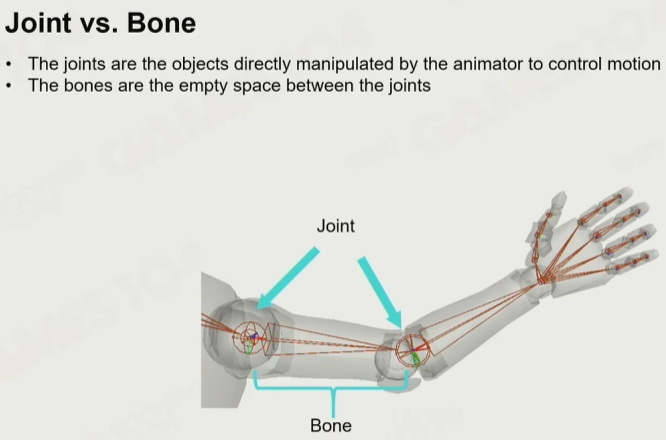 Joint vs. Bone
• The joints are the objects directly manipulated by the animator to control motion
• The bones are the empty space between the joints
Joint
Bone